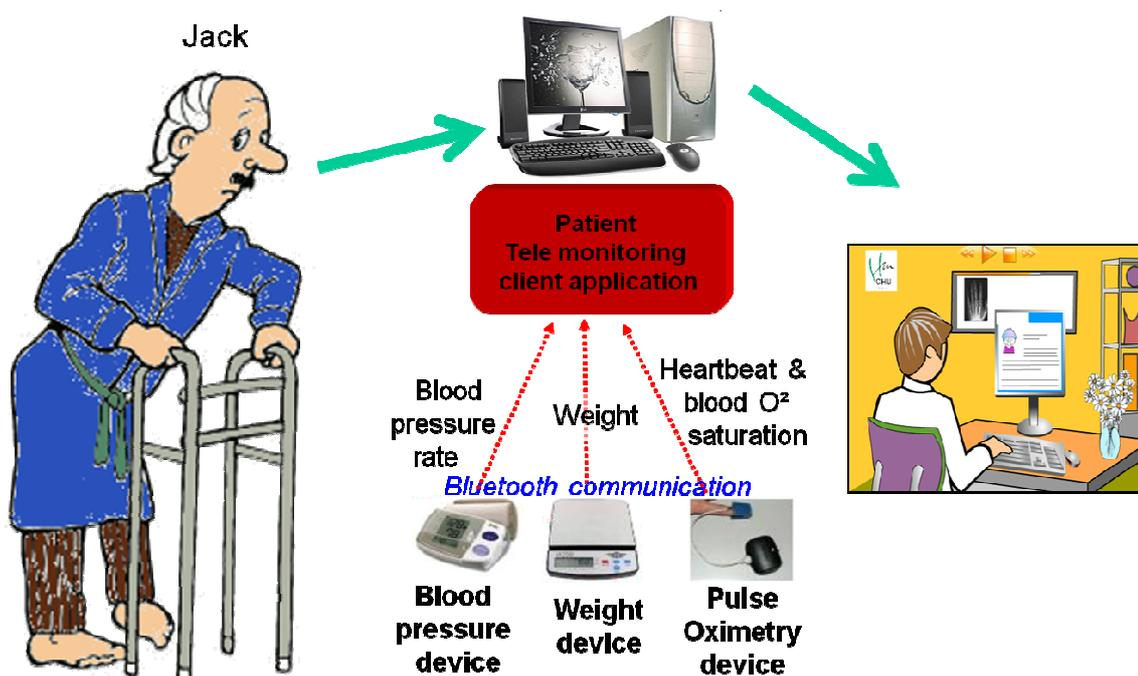 Jack
Patient
Tele monitoring
client application
Blood
pressure
rate
Weight
Heartbeat &
blood O²
saturation
Bluetooth communication
Blood
pressure
device
Weight
device
Pulse
Oximetry
device
CHU